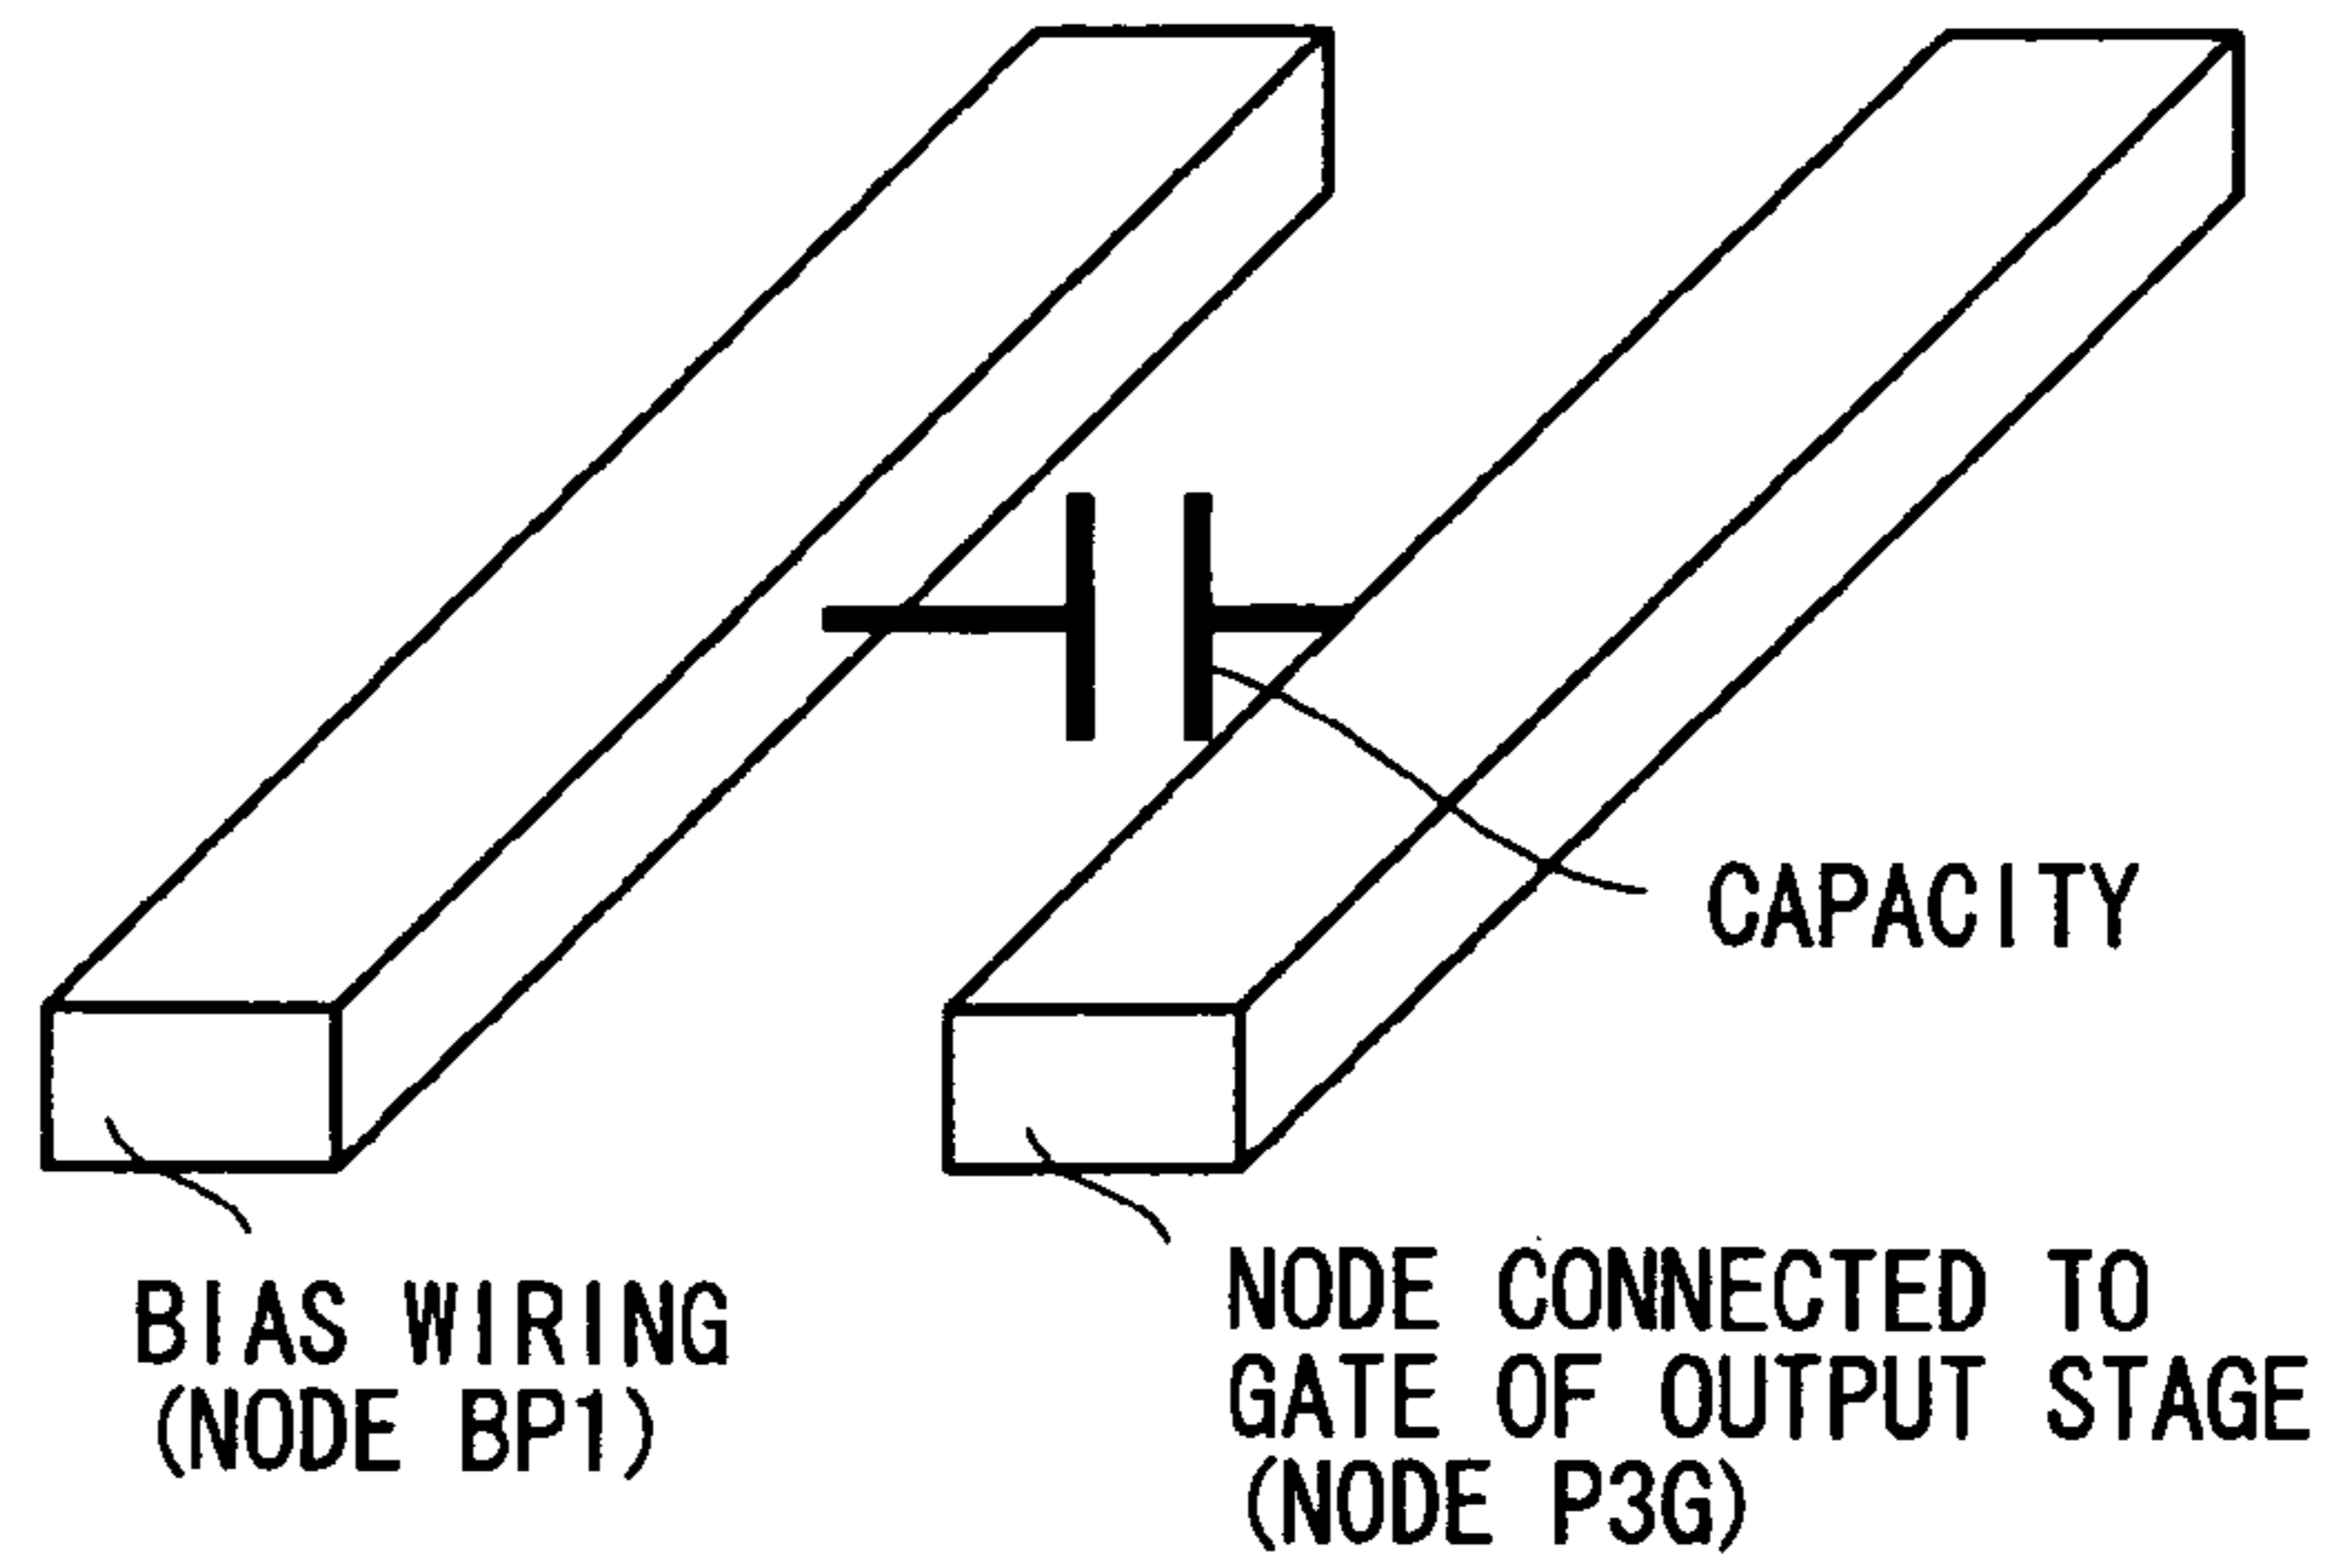 CAPACITY
BIAS WIRING
(NODE BP1)
NODE CONNECTED TO
GATE OF OUTPUT STAGE
(NODE P3G)